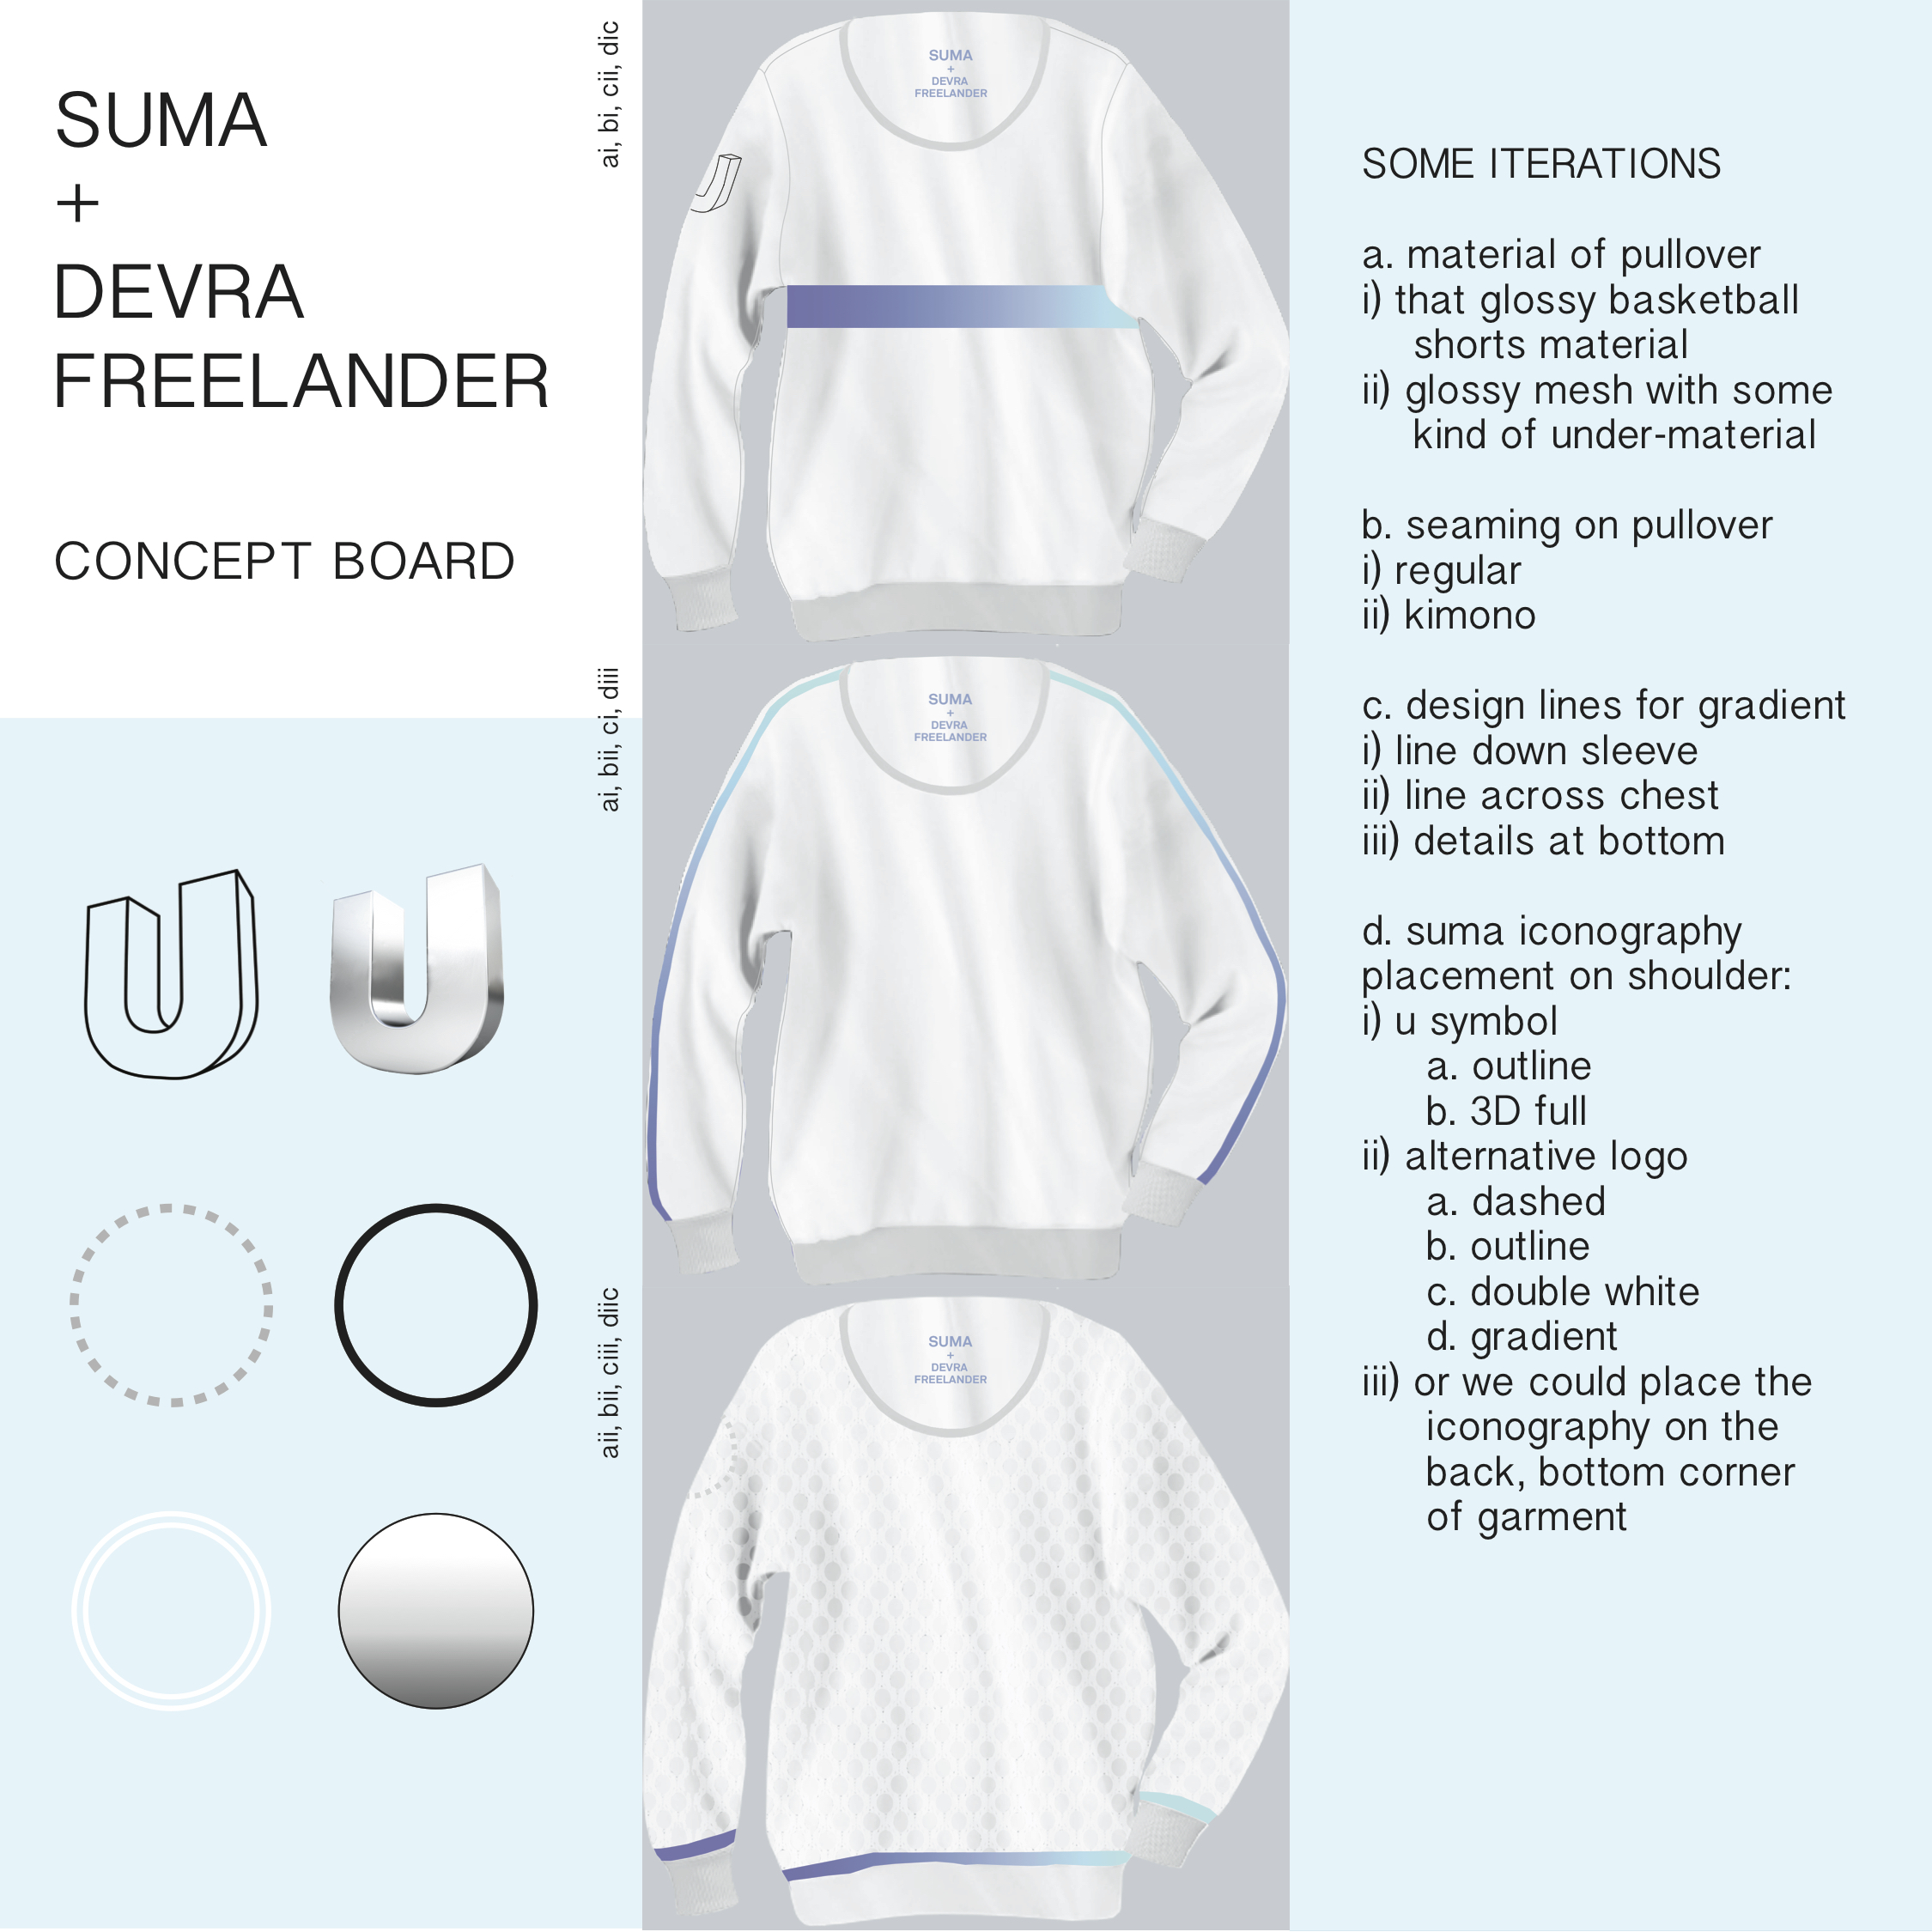 SUMA
+
DEVRA
FREELANDER
CONCEPT BOARD
ai, bi, cii, dic
SUMA
+
DEVRA
FREELANDER
ai, bii, ci, diii
SUMA
+
DEVRA
FREELANDER
aii, bii, ciii, diic
SUMA
+
DEVRA
FREELANDER
SOME ITERATIONS
a. material of pullover
i) that glossy basketball
shorts material
ii) glossy mesh with some
kind of under-material
b. seaming on pullover
i) regular
ii) kimono
c. design lines for gradient
i) line down sleeve
ii) line across chest
iii) details at bottom
d. suma iconography
placement on shoulder:
i) u symbol
a. outline
b. 3D full
ii) alternative logo
a. dashed
b. outline
c. double white
d. gradient
iii) or we could place the
iconography on the
back, bottom corner
of garment